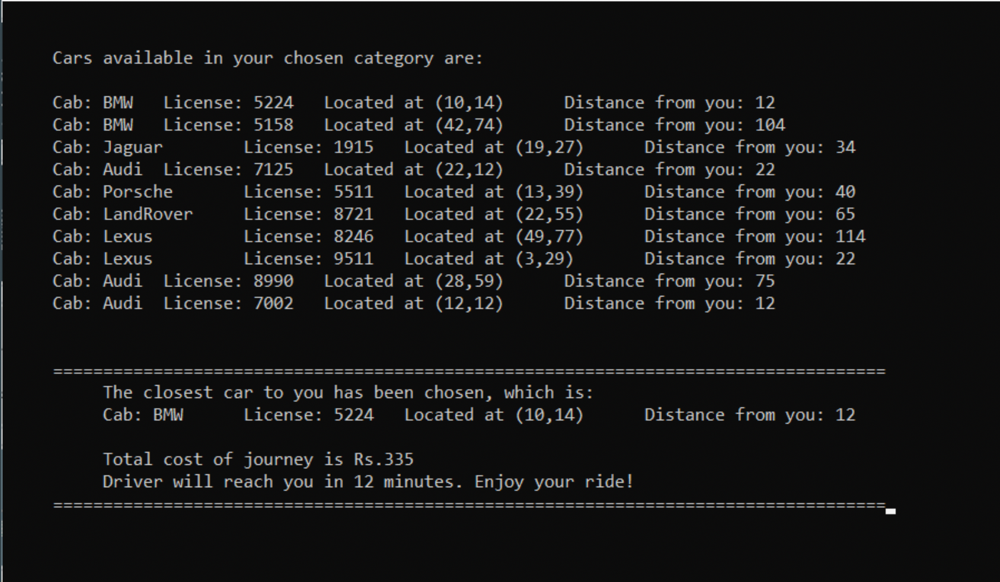 Cars available in your chosen category are:
Cab: BMW License: 5224 Located at (10,14) Distance from you: 12
Cab: BMW License: 5158 Located at (42,74) Distance from you: 104
Cab: Jaguar License: 1915 Located at (19,27) Distance from you: 34
Cab: Audi License: 7125 Located at (22,12) Distance from you: 22
Cab: Porsche License: 5511 Located at (13,39) Distance from you: 40
Cab: LandRover License: 8721 Located at (22,55) Distance from you: 65
Cab: Lexus License: 8246 Located at (49,77) Distance from you: 114
Cab: Lexus License: 9511 Located at (3,29) Distance from you: 22
Cab: Audi License: 8990 Located at (28,59) Distance from you: 75
Cab: Audi License: 7002 Located at (12,12) Distance from you: 12
===================================================================================
The closest car to you has been chosen, which is:
Cab: BMW License: 5224 Located at (10,14) Distance from you: 12
Total cost of journey is Rs.335
Driver will reach you in 12 minutes. Enjoy your ride!
===================================================================================